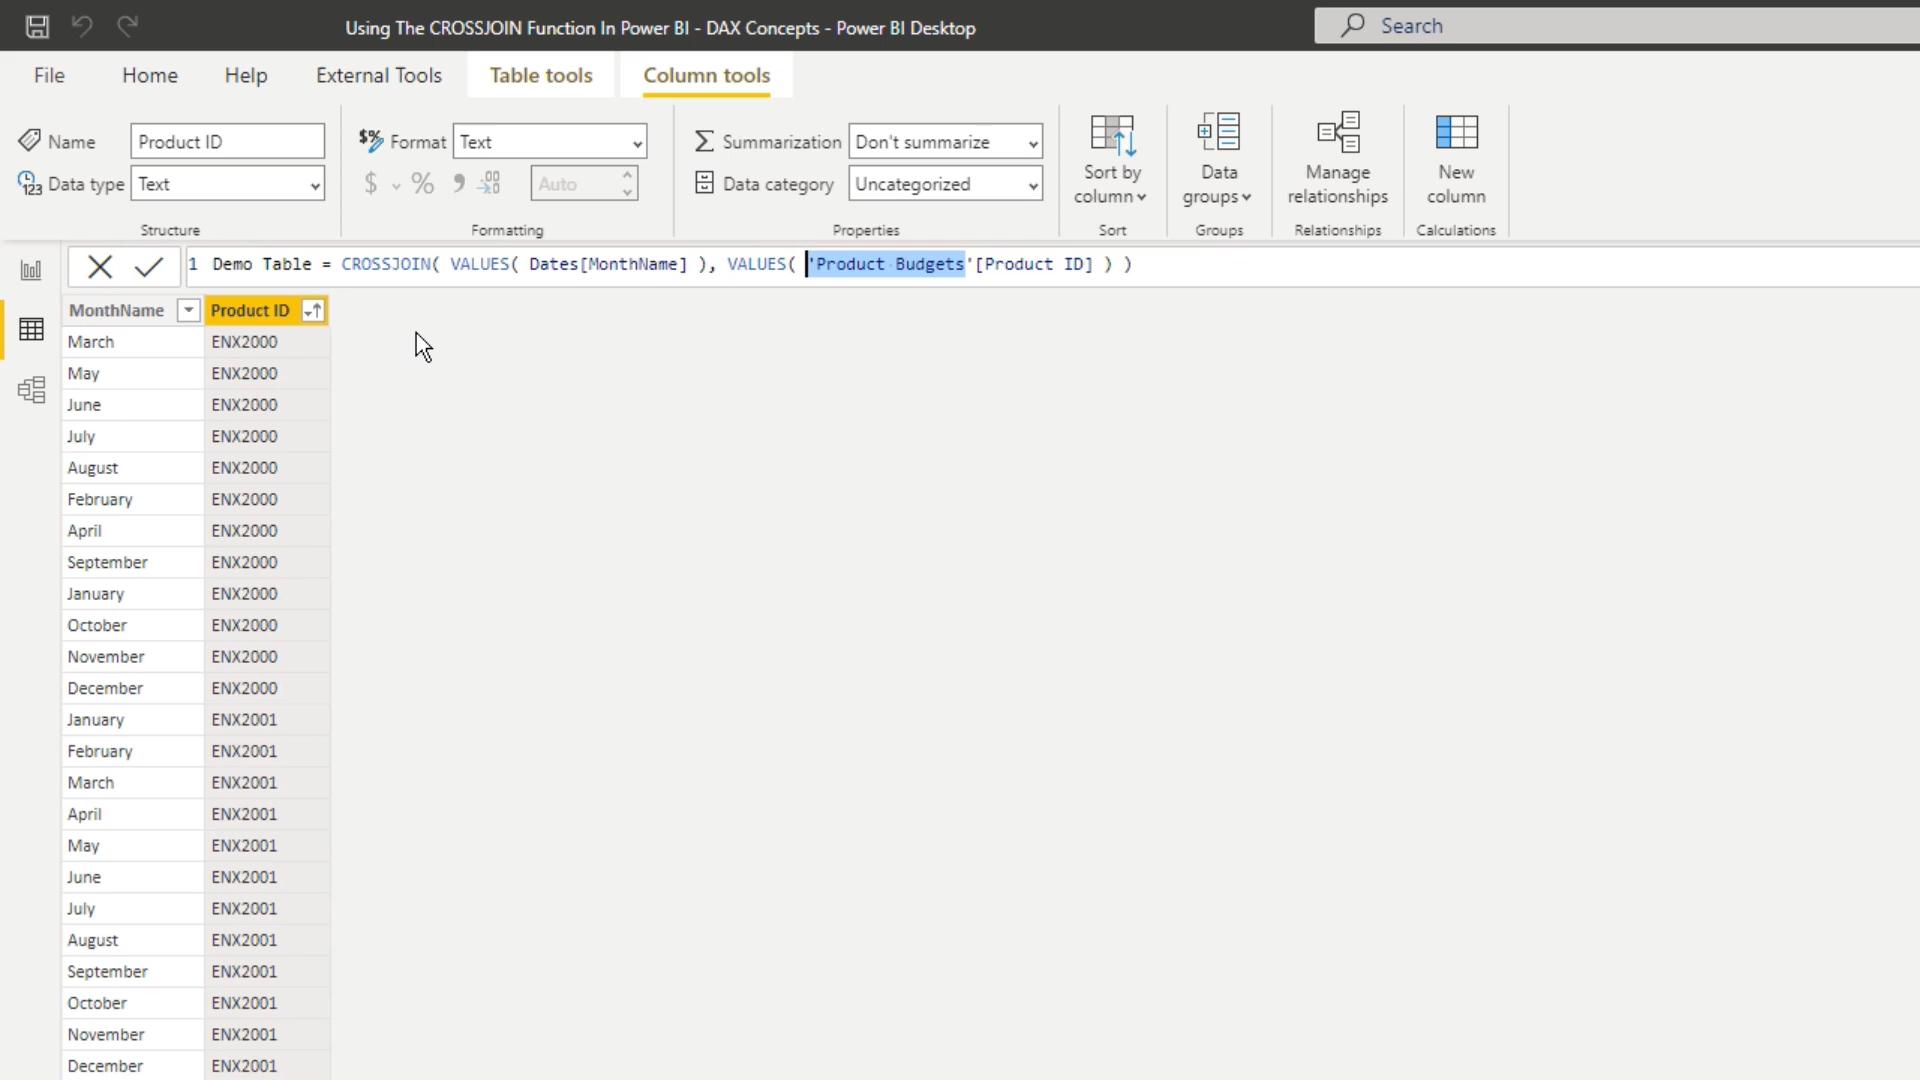 Using The CROSSJOIN Function In Power BI - DAX Concepts - Power BI Desktop
Search
File Home Help External Tools Table tools Column tools
Name Product ID
Data type Text
Structure
$% Format Text
$ % 9 .00 Auto
Formatting
Summarization Don't summarize
Data category Uncategorized
Properties
Sort by column
Sort
Data groups
Groups
Manage relationships
Relationships
New column
Calculations
1 Demo Table = CROSSJOIN( VALUES( Dates[MonthName] ), VALUES( 'Product Budgets'[Product ID] ) )
MonthName Product ID
March ENX2000
May ENX2000
June ENX2000
July ENX2000
August ENX2000
February ENX2000
April ENX2000
September ENX2000
January ENX2000
October ENX2000
November ENX2000
December ENX2000
January ENX2001
February ENX2001
March ENX2001
April ENX2001
May ENX2001
June ENX2001
July ENX2001
August ENX2001
September ENX2001
October ENX2001
November ENX2001
December ENX2001